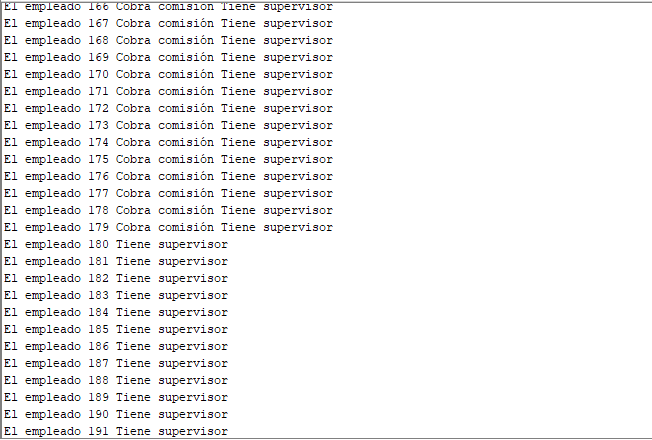 El empleado 166 Cobra comisión Tiene supervisor
El empleado 167 Cobra comisión Tiene supervisor
El empleado 168 Cobra comisión Tiene supervisor
El empleado 169 Cobra comisión Tiene supervisor
El empleado 170 Cobra comisión Tiene supervisor
El empleado 171 Cobra comisión Tiene supervisor
El empleado 172 Cobra comisión Tiene supervisor
El empleado 173 Cobra comisión Tiene supervisor
El empleado 174 Cobra comisión Tiene supervisor
El empleado 175 Cobra comisión Tiene supervisor
El empleado 176 Cobra comisión Tiene supervisor
El empleado 177 Cobra comisión Tiene supervisor
El empleado 178 Cobra comisión Tiene supervisor
El empleado 179 Cobra comisión Tiene supervisor
El empleado 180 Tiene supervisor
El empleado 181 Tiene supervisor
El empleado 182 Tiene supervisor
El empleado 183 Tiene supervisor
El empleado 184 Tiene supervisor
El empleado 185 Tiene supervisor
El empleado 186 Tiene supervisor
El empleado 187 Tiene supervisor
El empleado 188 Tiene supervisor
El empleado 189 Tiene supervisor
El empleado 190 Tiene supervisor
El empleado 191 Tiene supervisor